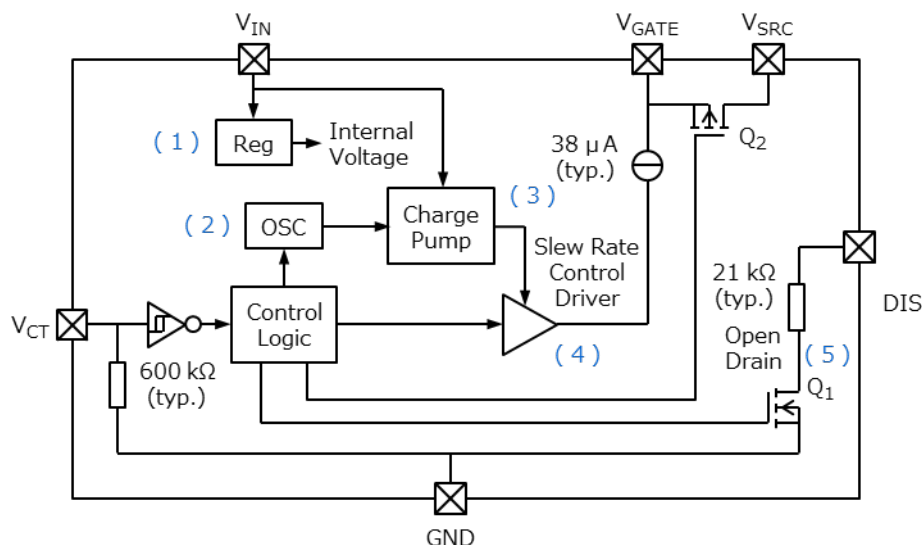 VIN
VGATE
VSRC
( 1 )
Reg
Internal
Voltage
38 μA
(typ.)
Q2
( 2 )
OSC
Charge
Pump
( 3 )
Slew Rate
Control
Driver
21 kΩ
(typ.)
DIS
VCT
Control
Logic
Open
Drain
( 4 )
( 5 )
600 kΩ
(typ.)
Q1
GND